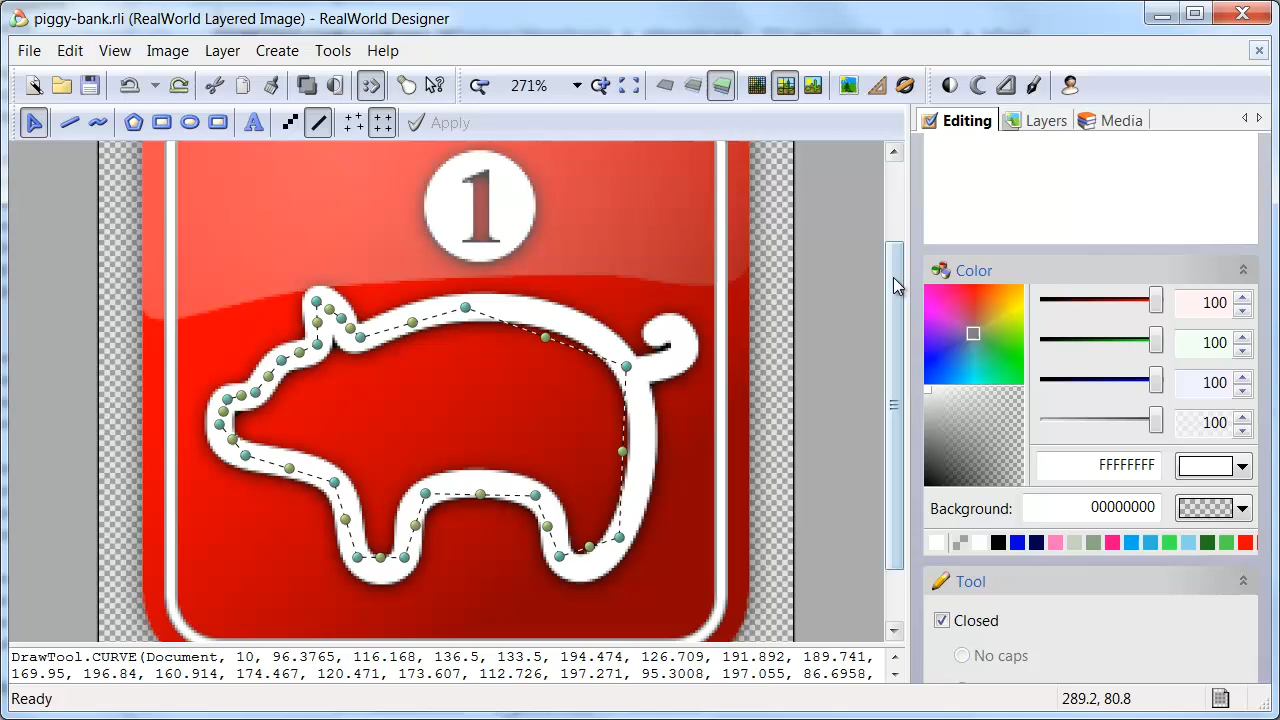 piggy-bank.rli (RealWorld Layered Image) - RealWorld Designer
File Edit View Image Layer Create Tools Help
271%
Apply
Editing Layers Media
1
Color
100
100
100
100
FFFFFFFF
Background: 00000000
Tool
Closed
No caps
DrawTool.CURVE(Document, 10, 96.3765, 116.168, 136.5, 133.5, 194.474, 126.709, 191.892, 189.741,
169.95, 196.84, 160.914, 174.467, 120.471, 173.607, 112.726, 197.271, 95.3008, 197.055, 86.6958,
Ready
289.2, 80.8